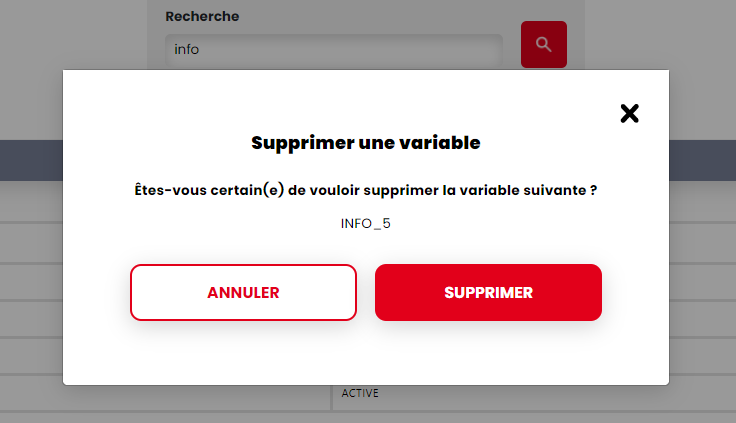 Recherche
info
Supprimer une variable
Êtes-vous certain(e) de vouloir supprimer la variable suivante ?
INFO_5
ANNULER
SUPPRIMER
ACTIVE